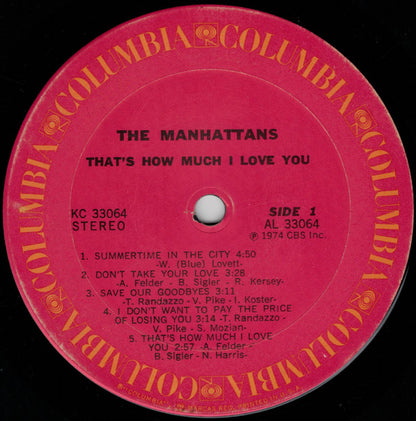 COLUMBIA COLUMBIA COLUMBIA COLUMBIA COLUMBIA COLUMBIA
THE MANHATTANS
THAT'S HOW MUCH I LOVE YOU
KC 33064 SIDE 1
STEREO AL 33064
℗ 1974 CBS Inc.
1. SUMMERTIME IN THE CITY 4:50
-W. (Blue) Lovett-
2. DON'T TAKE YOUR LOVE 3:28
-A. Felder - B. Sigler - R. Kersey-
3. SAVE OUR GOODBYES 3:11
-T. Randazzo - V. Pike - I. Koster-
4. I DON'T WANT TO PAY THE PRICE
OF LOSING YOU 3:14 -T. Randazzo-
V. Pike - S. Mozian-
5. THAT'S HOW MUCH I LOVE
YOU 2:57 -A. Felder-
B. Sigler - N. Harris-